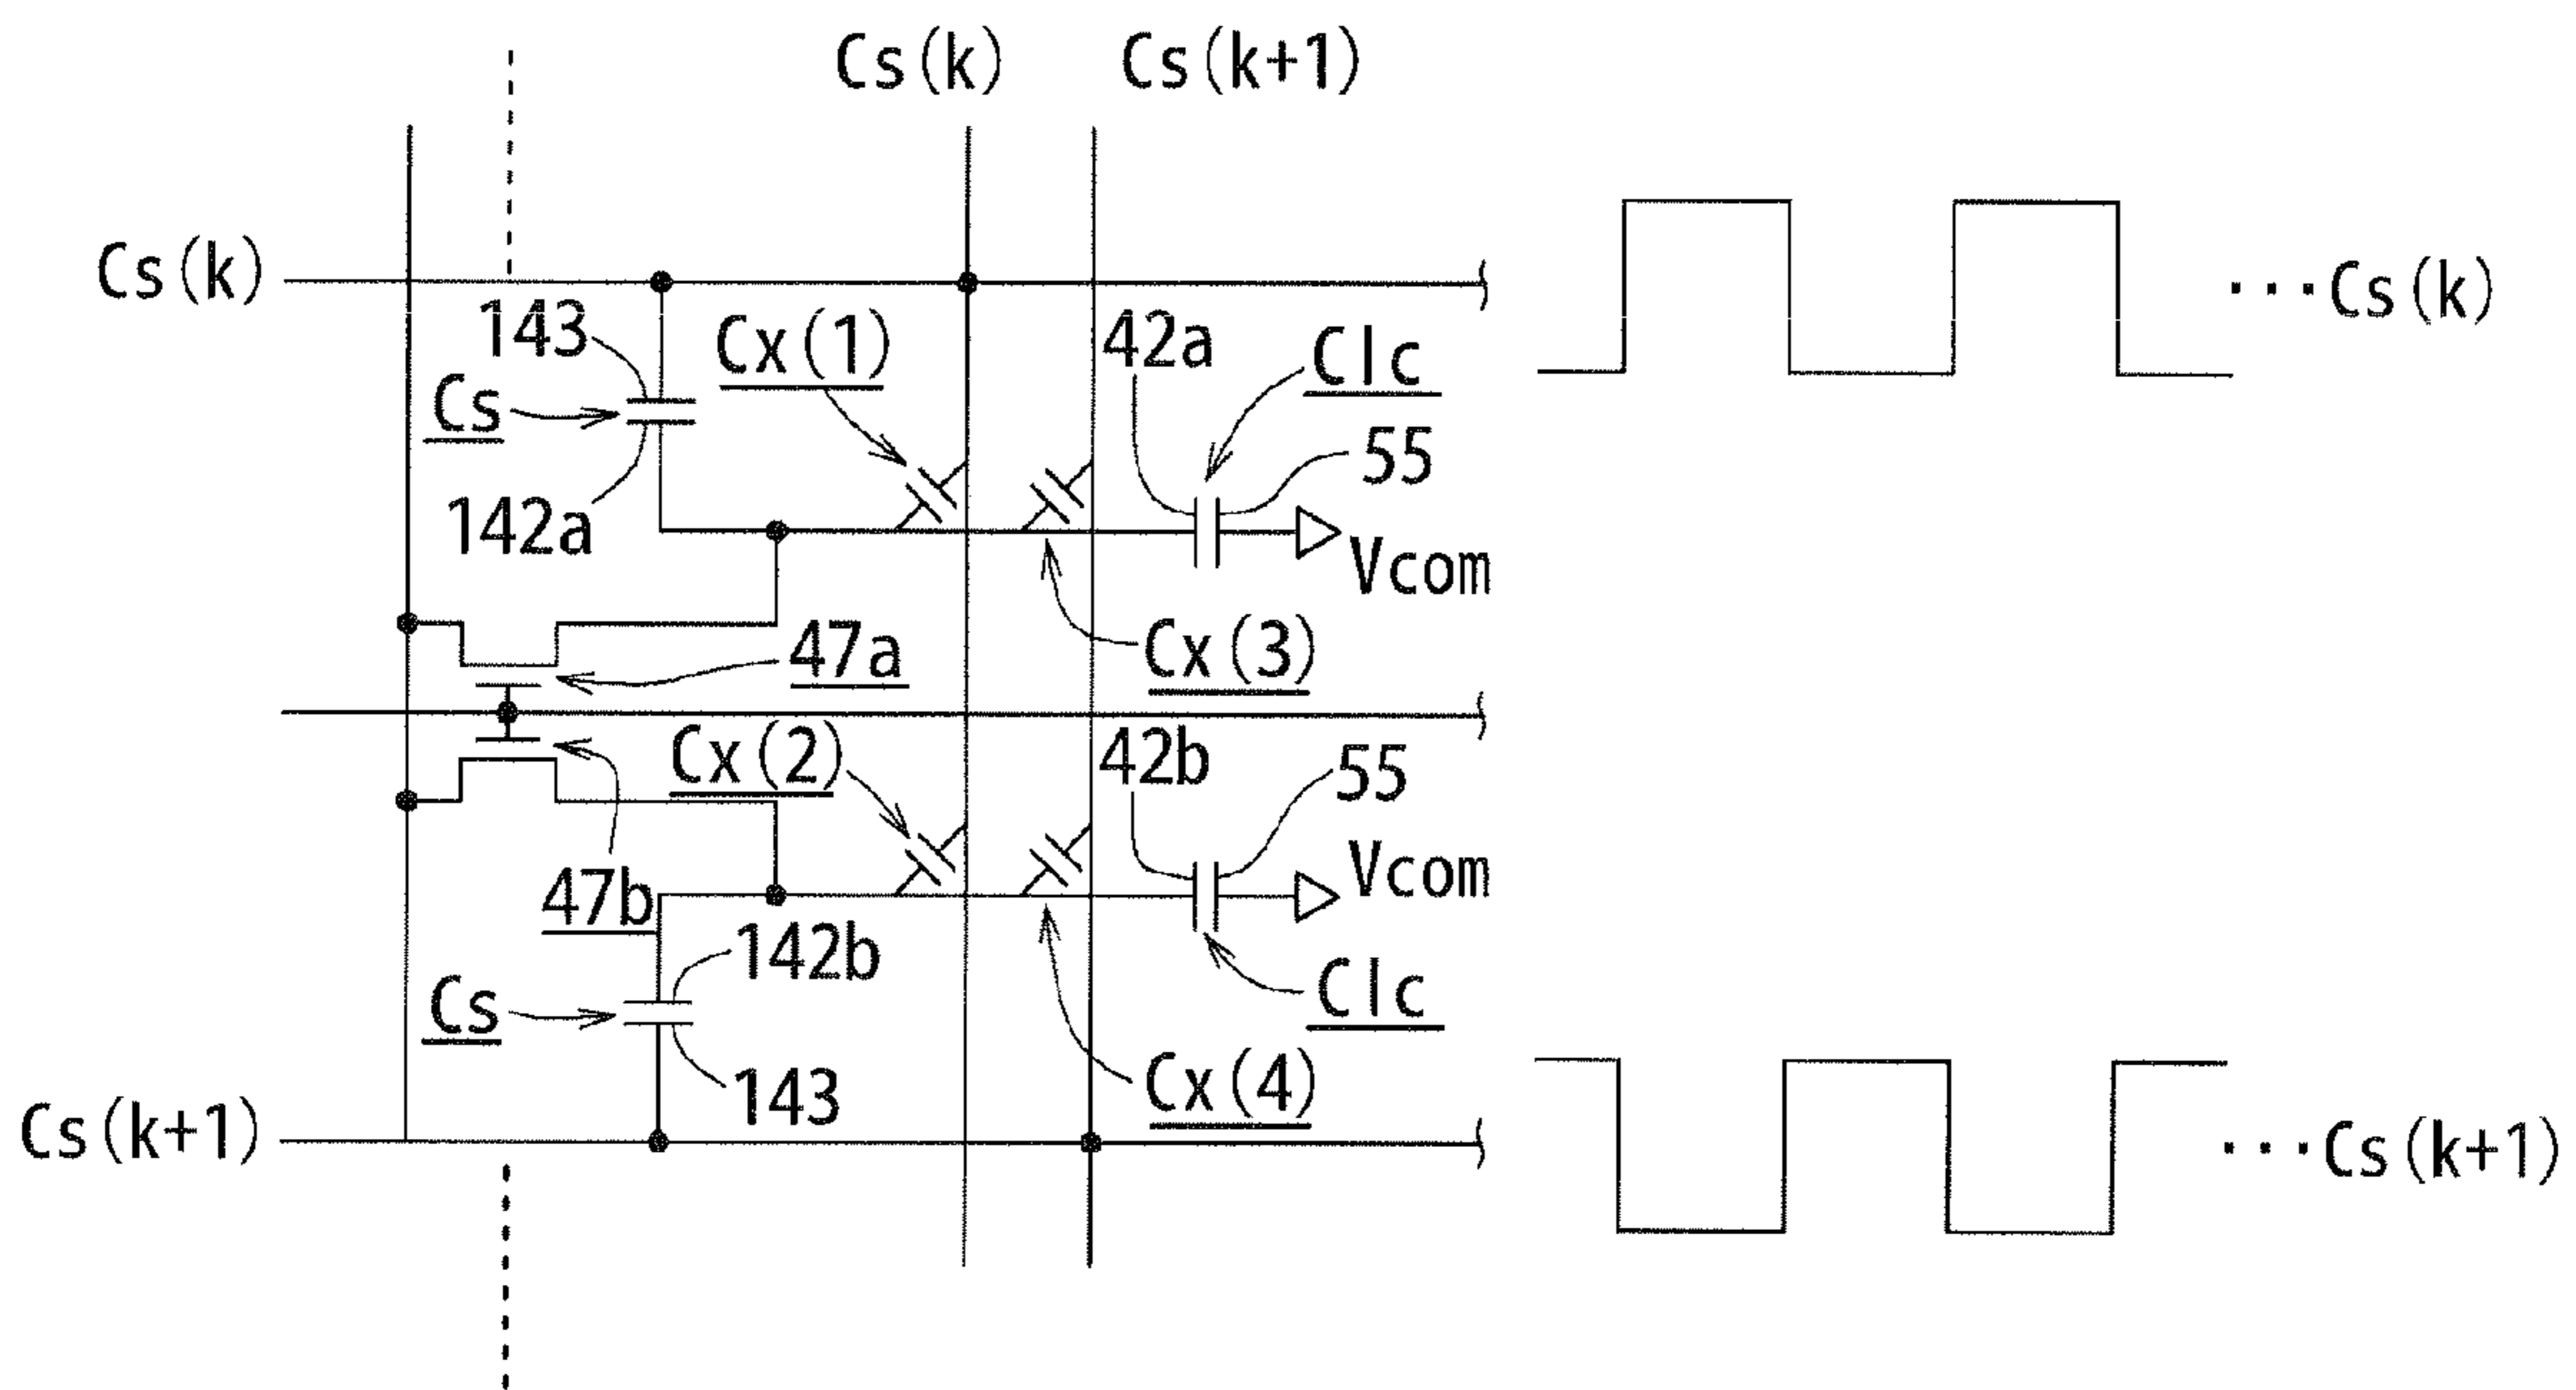 Cs(k) Cs(k+1)
Cs(k)
143 Cx(1) 42a Clc
Cs
55
142a
Vcom
47a Cx(3)
Cx(2) 42b 55
47b Vcom
142b
Cs Clc
143 Cx(4)
Cs(k+1)
···Cs(k)
···Cs(k+1)